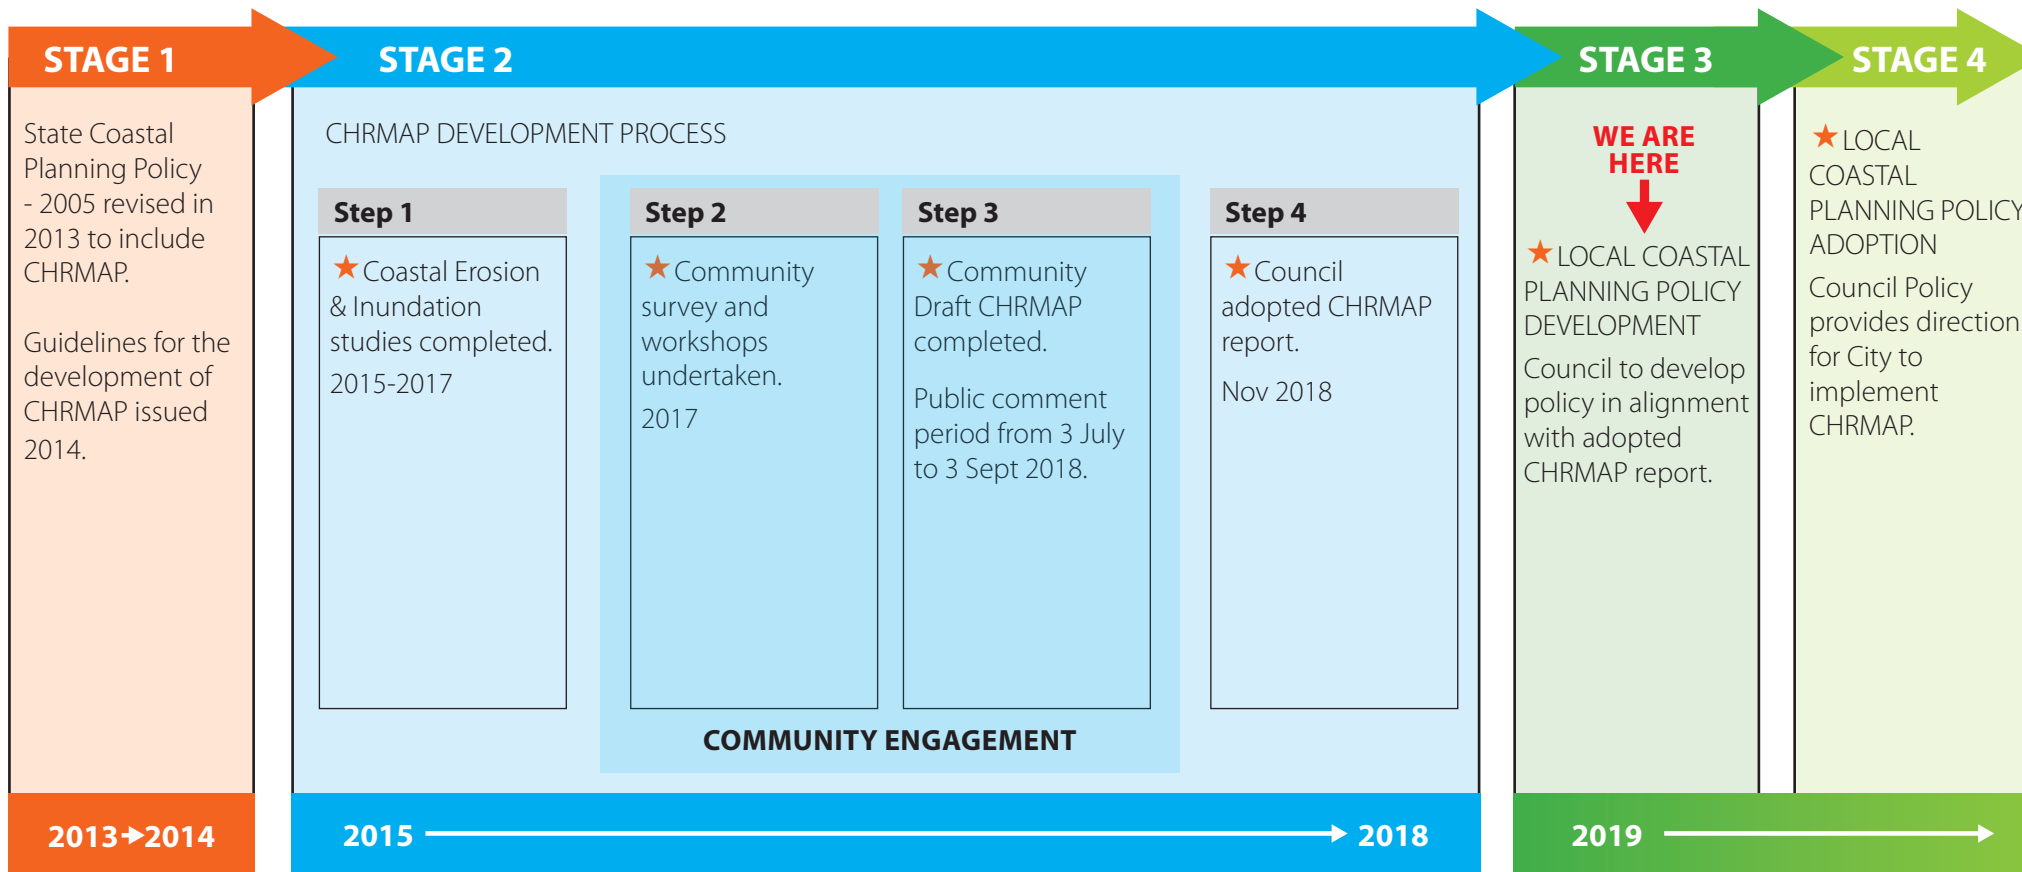 STAGE 1
STAGE 2
STAGE 3
STAGE 4
State Coastal
Planning Policy
- 2005 revised in
2013 to include
CHRMAP.
Guidelines for the
development of
CHRMAP issued
2014.
CHRMAP DEVELOPMENT PROCESS
Step 1
Coastal Erosion
& Inundation
studies completed.
2015-2017
Step 2
Community
survey and
workshops
undertaken.
2017
Step 3
Community
Draft CHRMAP
completed.
Public comment
period from 3 July
to 3 Sept 2018.
COMMUNITY ENGAGEMENT
Step 4
Council
adopted CHRMAP
report.
Nov 2018
WE ARE
HERE
LOCAL COASTAL
PLANNING POLICY
DEVELOPMENT
Council to develop
policy in alignment
with adopted
CHRMAP report.
LOCAL
COASTAL
PLANNING POLICY
ADOPTION
Council Policy
provides direction
for City to
implement
CHRMAP.
2013→2014
2015 → 2018
2019 →